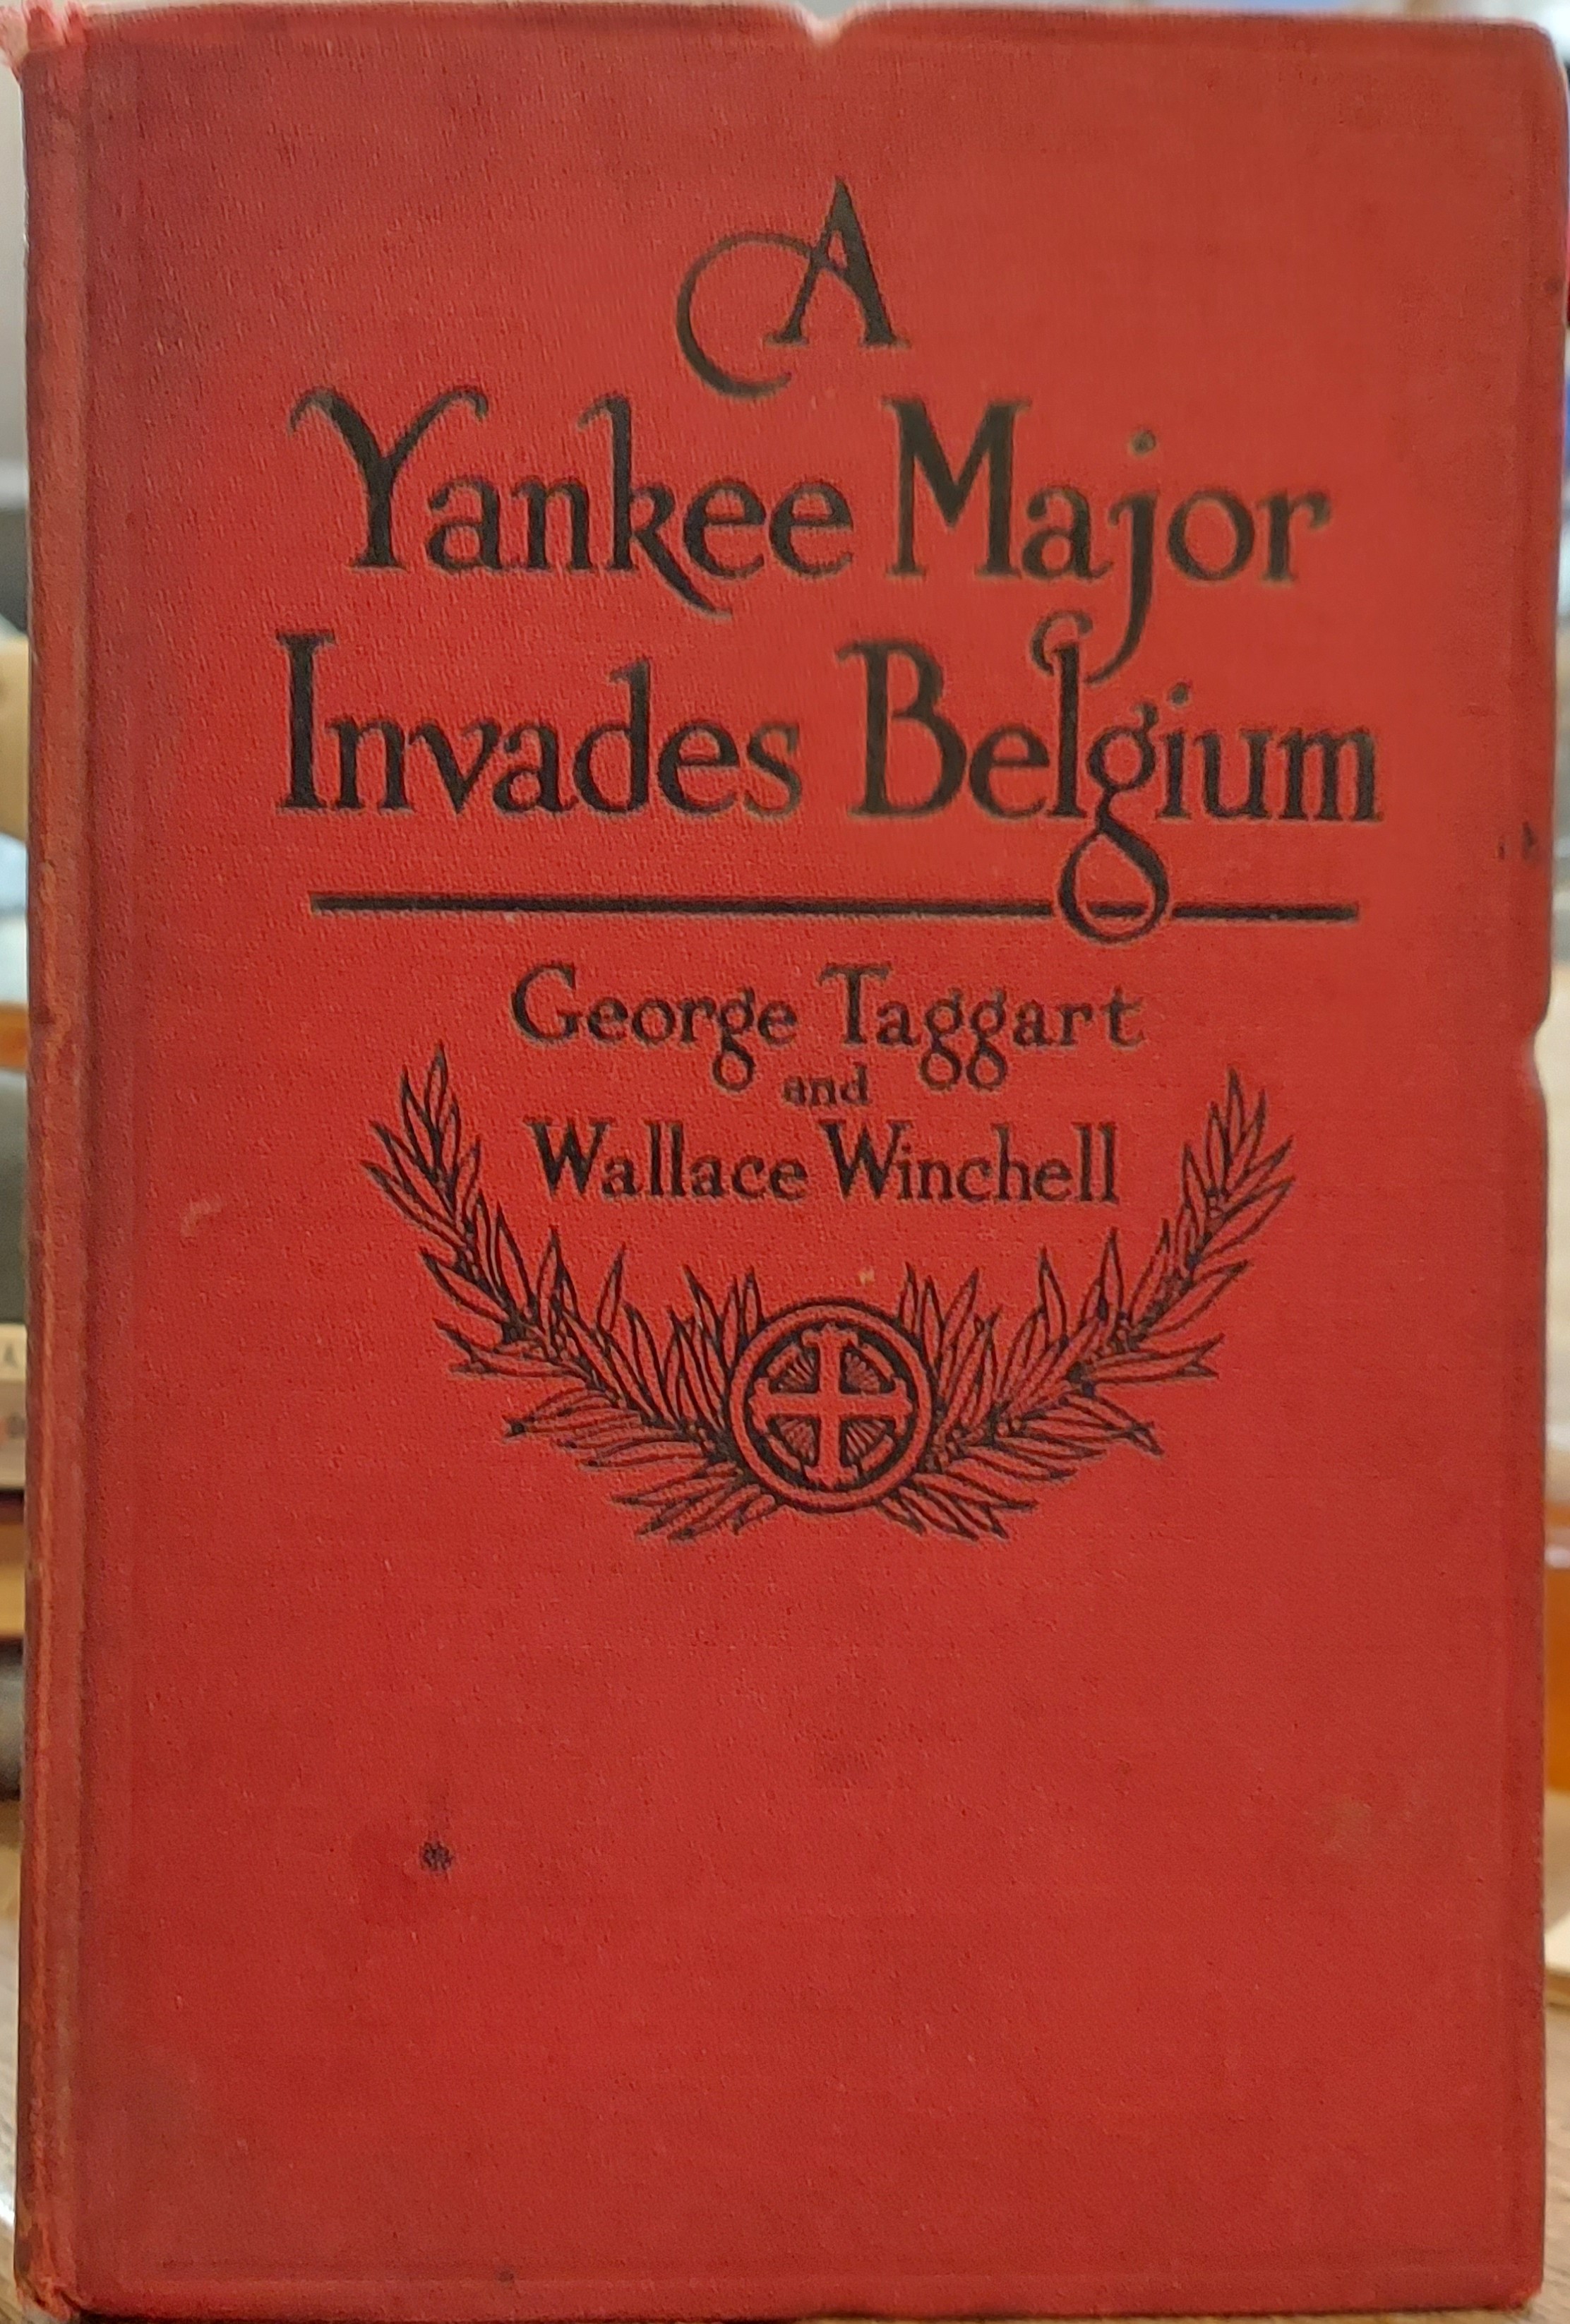 A
Yankee Major
Invades Belgium
George Taggart
and
Wallace Winchell